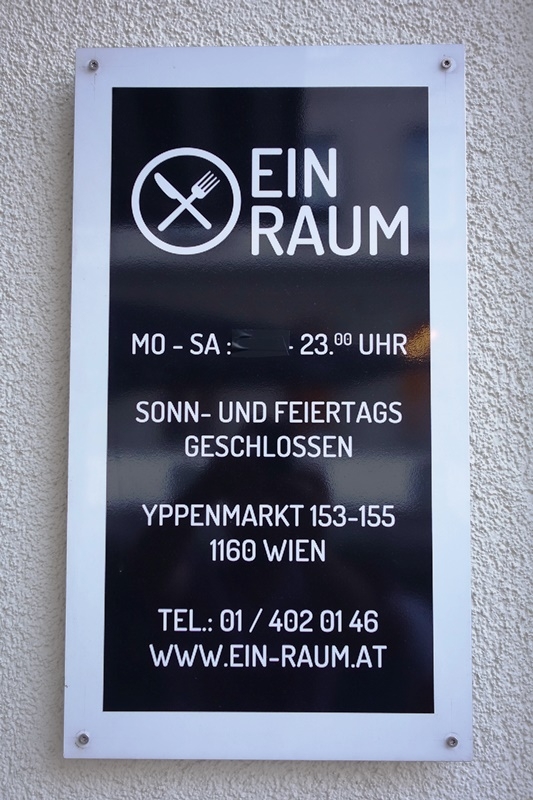 EIN
RAUM
MO - SA : - 23.00 UHR
SONN- UND FEIERTAGS
GESCHLOSSEN
YPPENMARKT 153-155
1160 WIEN
TEL.: 01 / 402 01 46
WWW.EIN-RAUM.AT